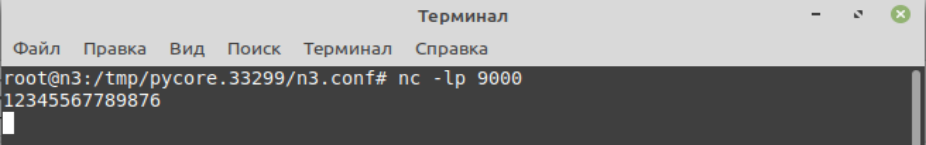 Терминал
Файл Правка Вид Поиск Терминал Справка
root@n3:/tmp/pycore.33299/n3.conf# nc -lp 9000
12345567789876